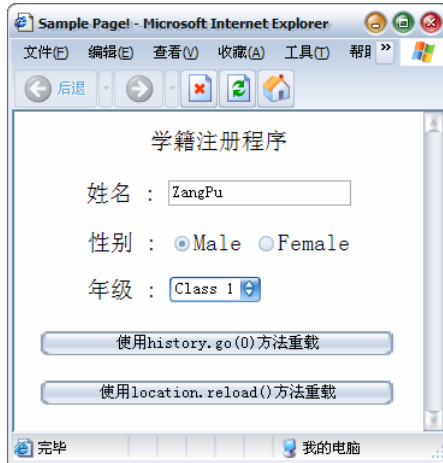 Sample Page! - Microsoft Internet Explorer
文件(F) 编辑(E) 查看(V) 收藏(A) 工具(T) 帮 »
后退
学籍注册程序
姓名 : ZangPu
性别 : Male Female
年级 : Class 1
使用history.go(0)方法重载
使用location.reload()方法重载
完毕 我的电脑